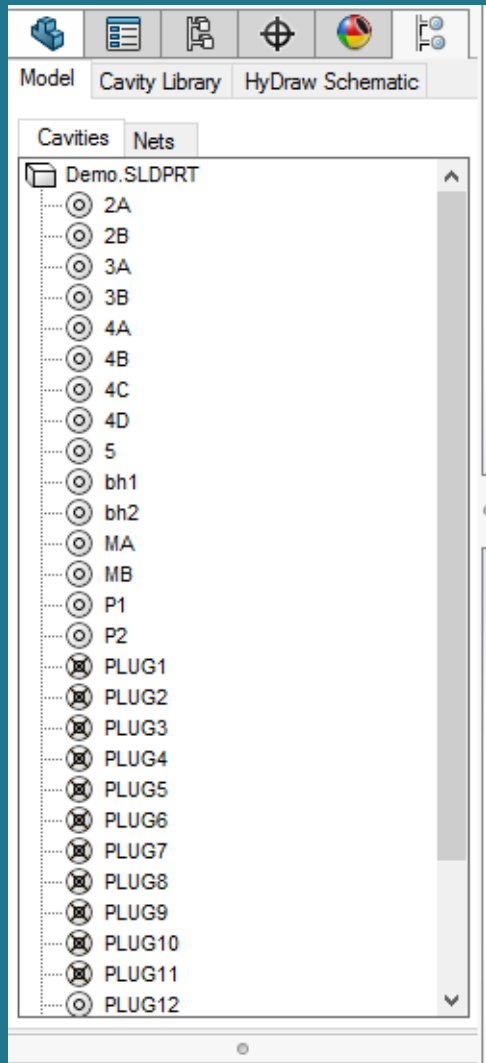 Model Cavity Library HyDraw Schematic
Cavities Nets
Demo.SLDPRT
2A
2B
3A
3B
4A
4B
4C
4D
5
bh1
bh2
MA
MB
P1
P2
PLUG1
PLUG2
PLUG3
PLUG4
PLUG5
PLUG6
PLUG7
PLUG8
PLUG9
PLUG10
PLUG11
PLUG12